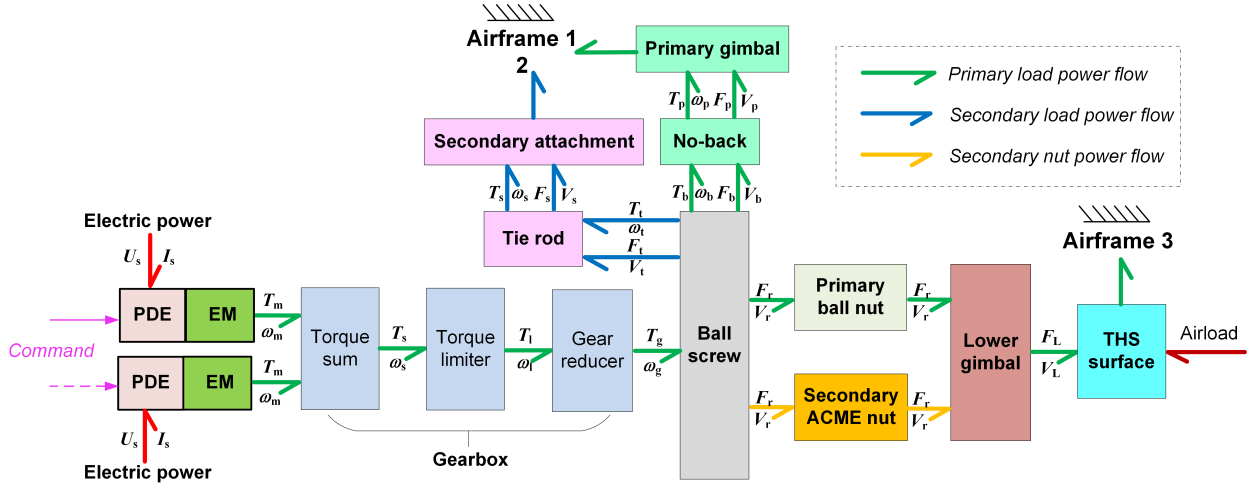 Airframe 1
2
Primary gimbal
Tp ωp Fp Vp
Primary load power flow
Secondary load power flow
Secondary nut power flow
Secondary attachment
No-back
Ts ωs Fs Vs
Tb ωb Fb Vb
Tie rod
Tt
ωt
Ft
Vt
Electric power
Us Is
Command
PDE EM
Tm
ωm
PDE EM
Tm
ωm
Us Is
Electric power
Torque
sum
Ts
ωs
Torque
limiter
Tl
ωl
Gear
reducer
Tg
ωg
Gearbox
Ball
screw
Fr
Vr
Primary
ball nut
Fr
Vr
Fr
Vr
Secondary
ACME nut
Fr
Vr
Lower
gimbal
FL
VL
Airframe 3
THS
surface
Airload